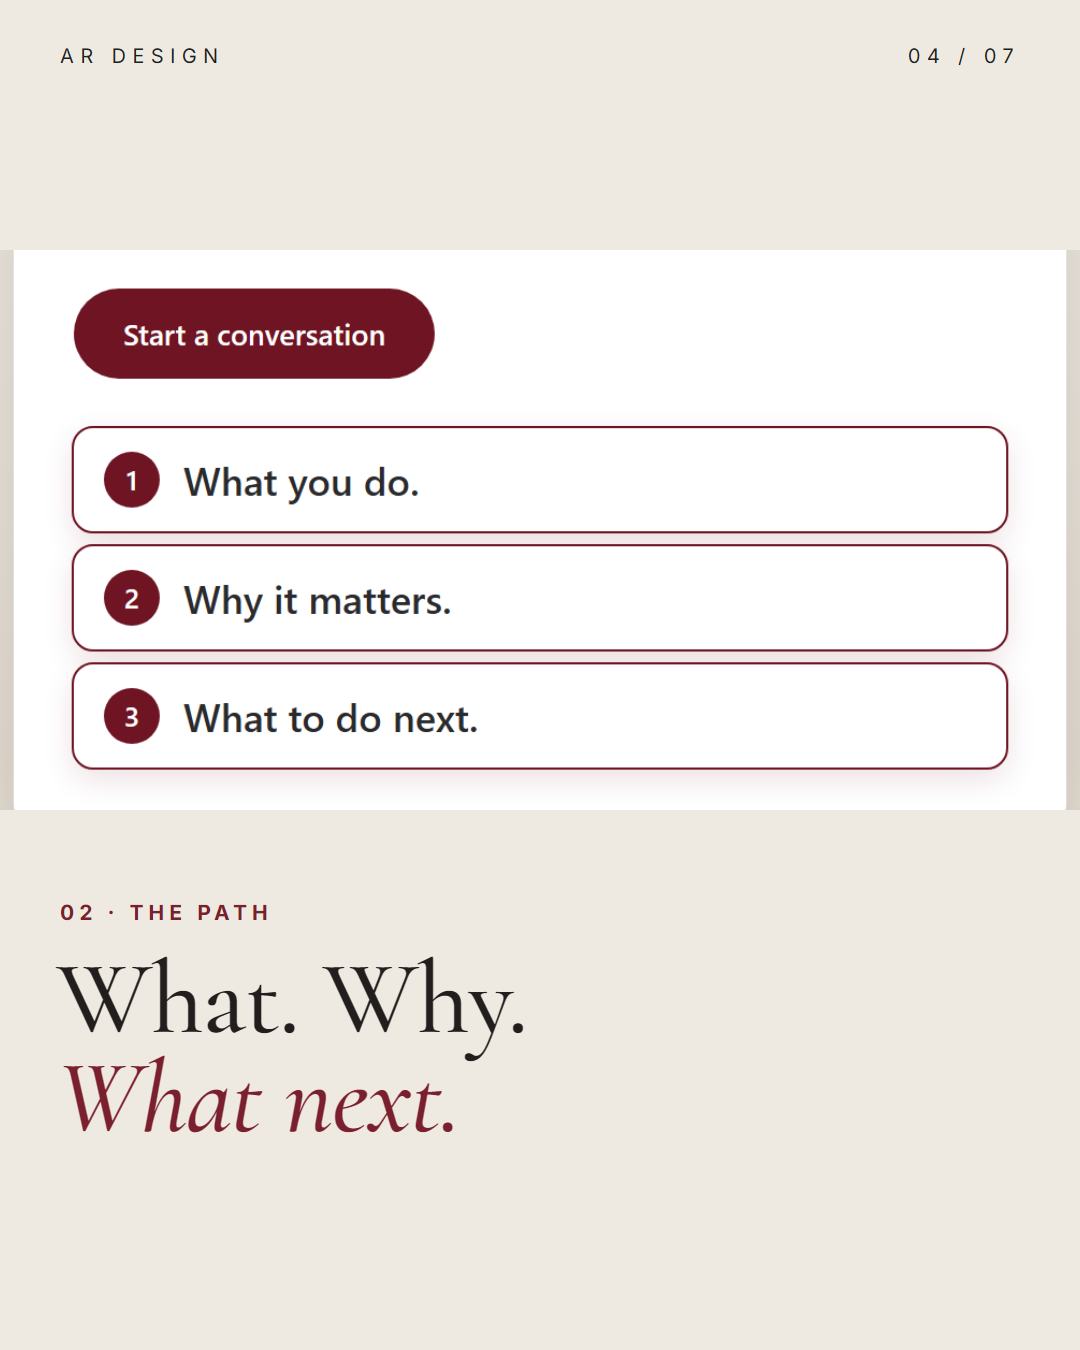 AR DESIGN
04 / 07
Start a conversation
1 What you do.
2 Why it matters.
3 What to do next.
02 · THE PATH
What. Why.
What next.